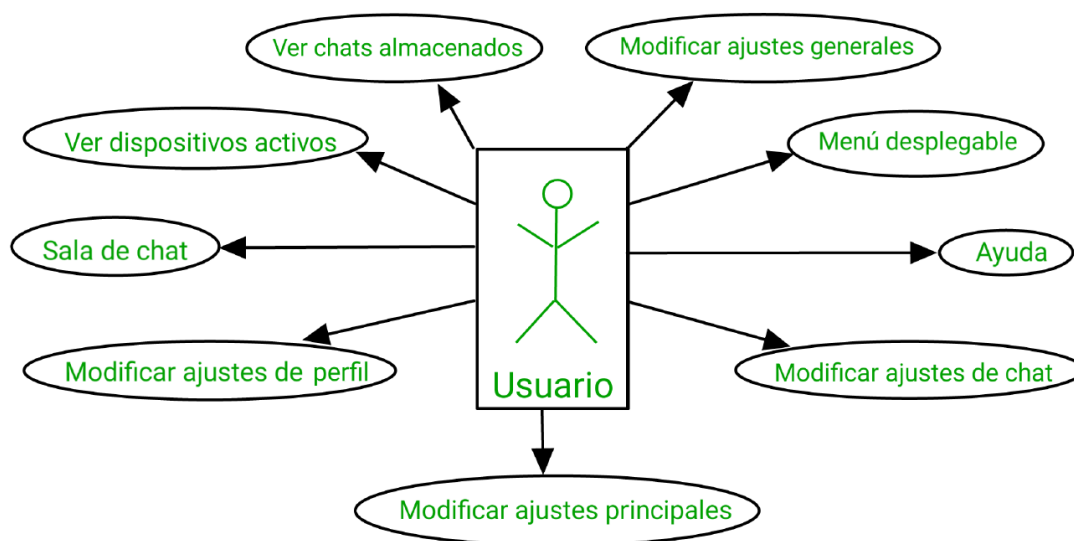 Ver chats almacenados
Modificar ajustes generales
Ver dispositivos activos
Menú desplegable
Sala de chat
Ayuda
Modificar ajustes de perfil
Usuario
Modificar ajustes de chat
Modificar ajustes principales